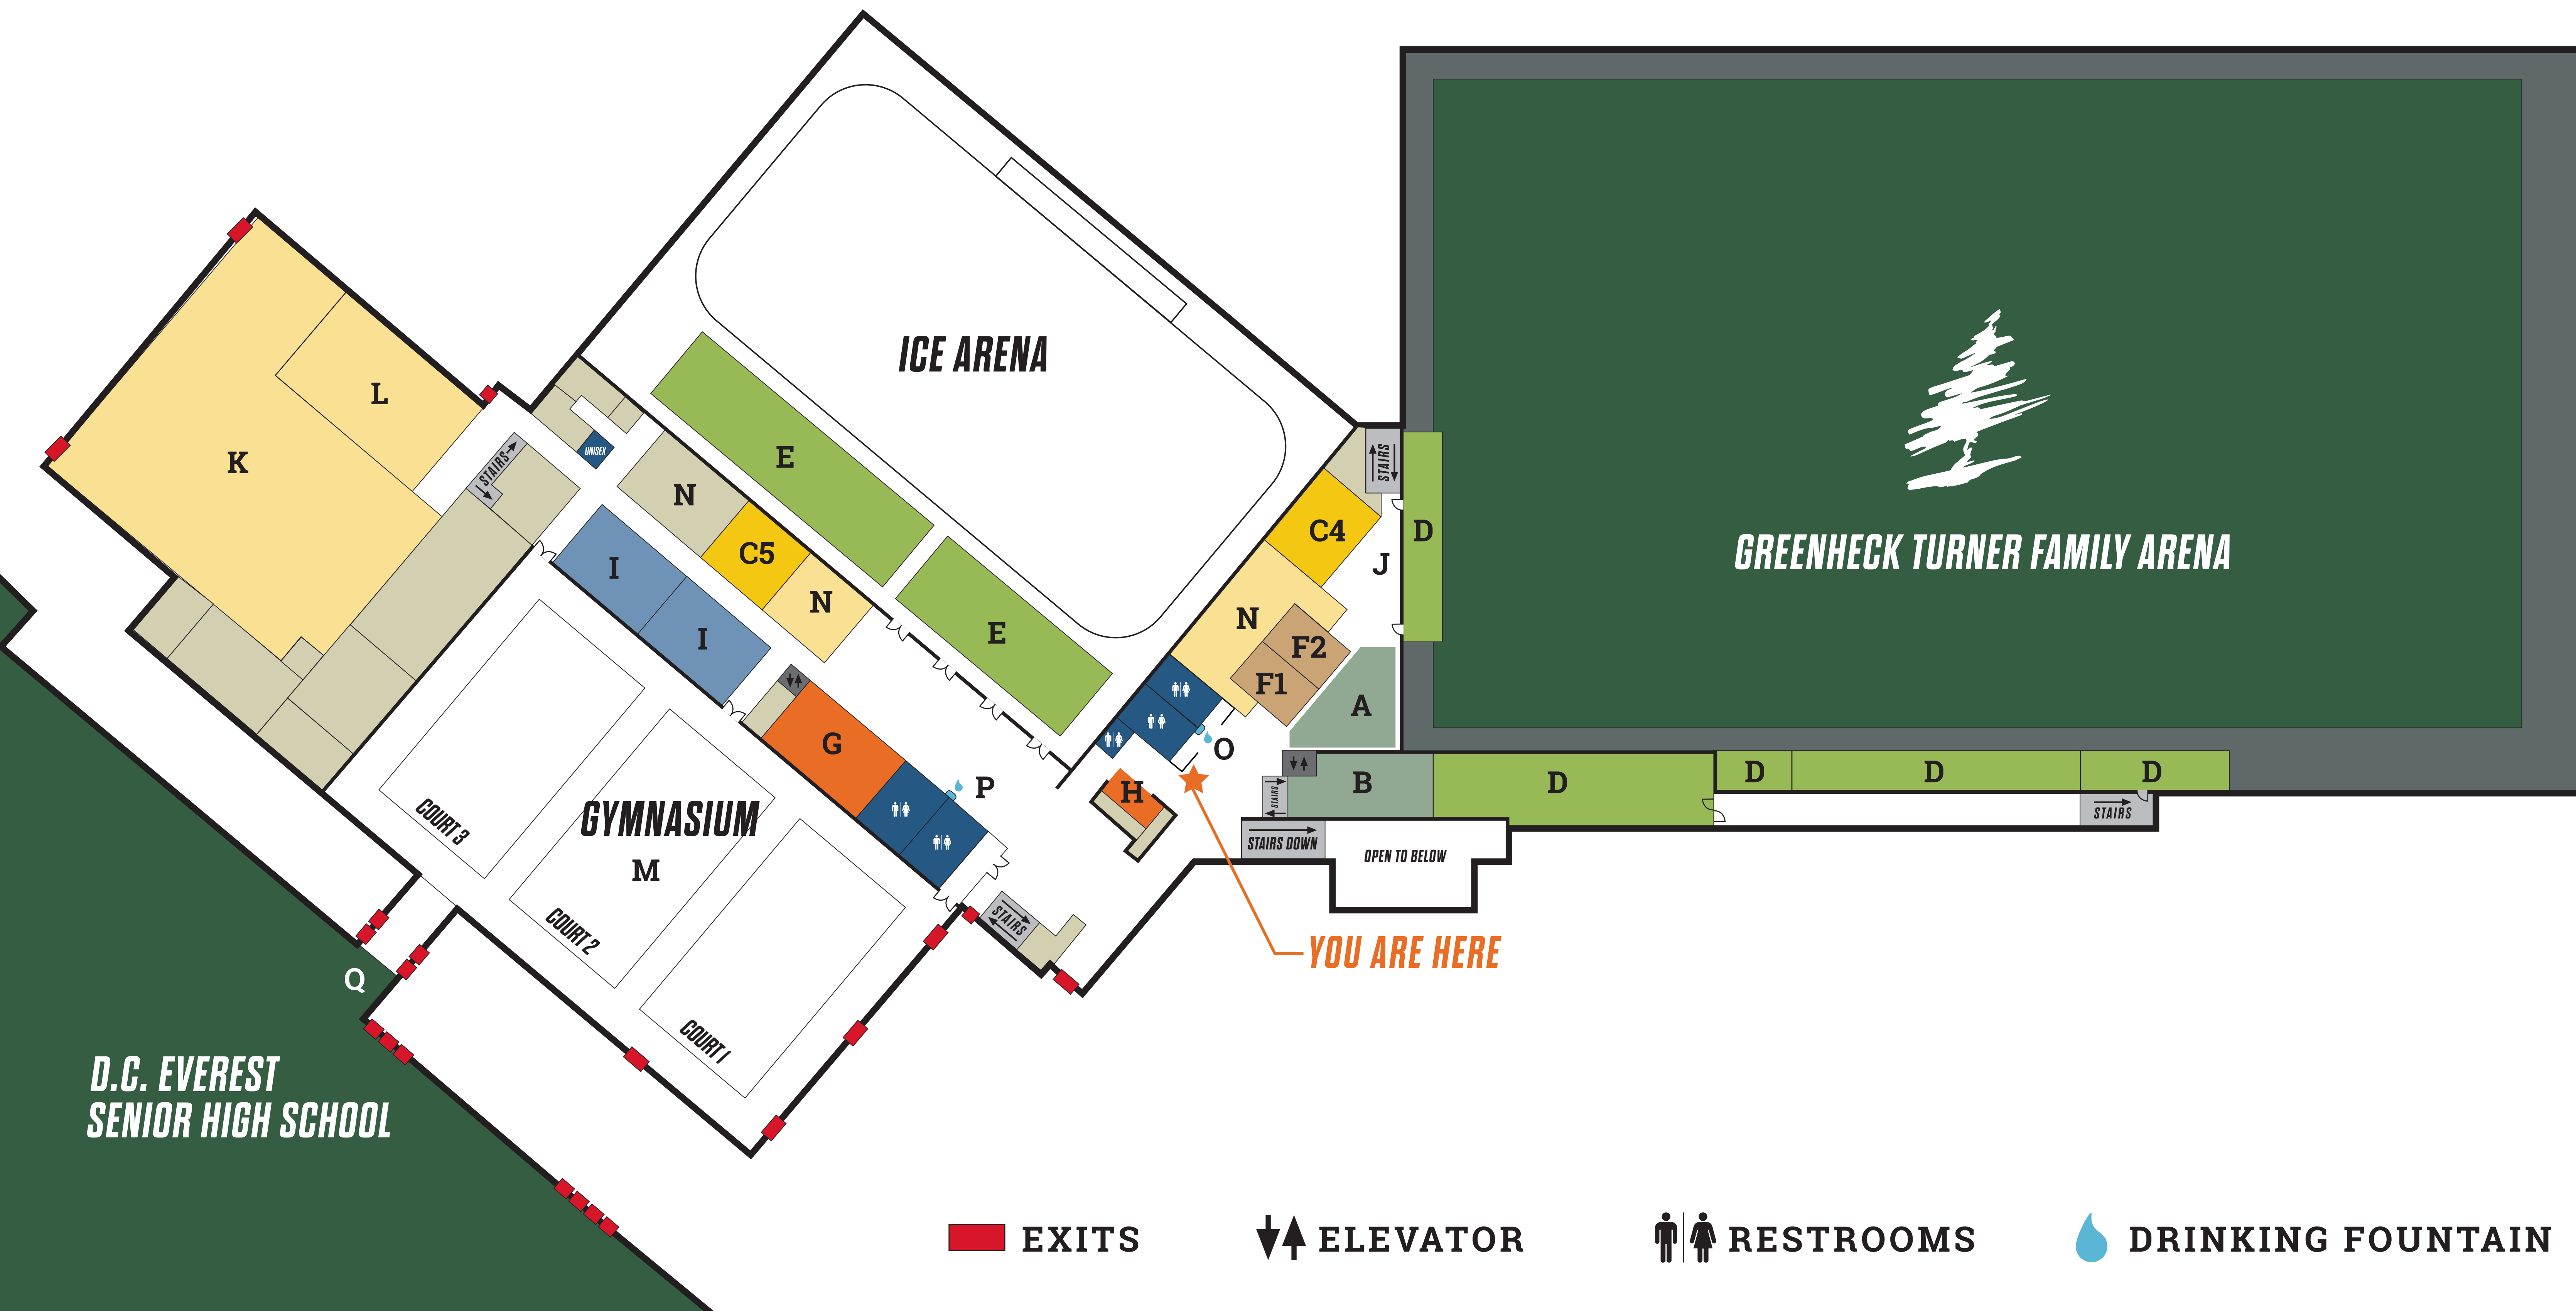 ICE ARENA
GREENHECK TURNER FAMILY ARENA
K
L
STAIRS
UNISEX
E
E
N
C5
N
I
I
G
P
COURT 3
GYMNASIUM
M
COURT 2
COURT 1
STAIRS
STAIRS
C4
J
D
N
F2
F1
A
O
H
B
STAIRS
STAIRS DOWN
OPEN TO BELOW
D
D
D
D
STAIRS
YOU ARE HERE
Q
D.C. EVEREST
SENIOR HIGH SCHOOL
EXITS
ELEVATOR
RESTROOMS
DRINKING FOUNTAIN